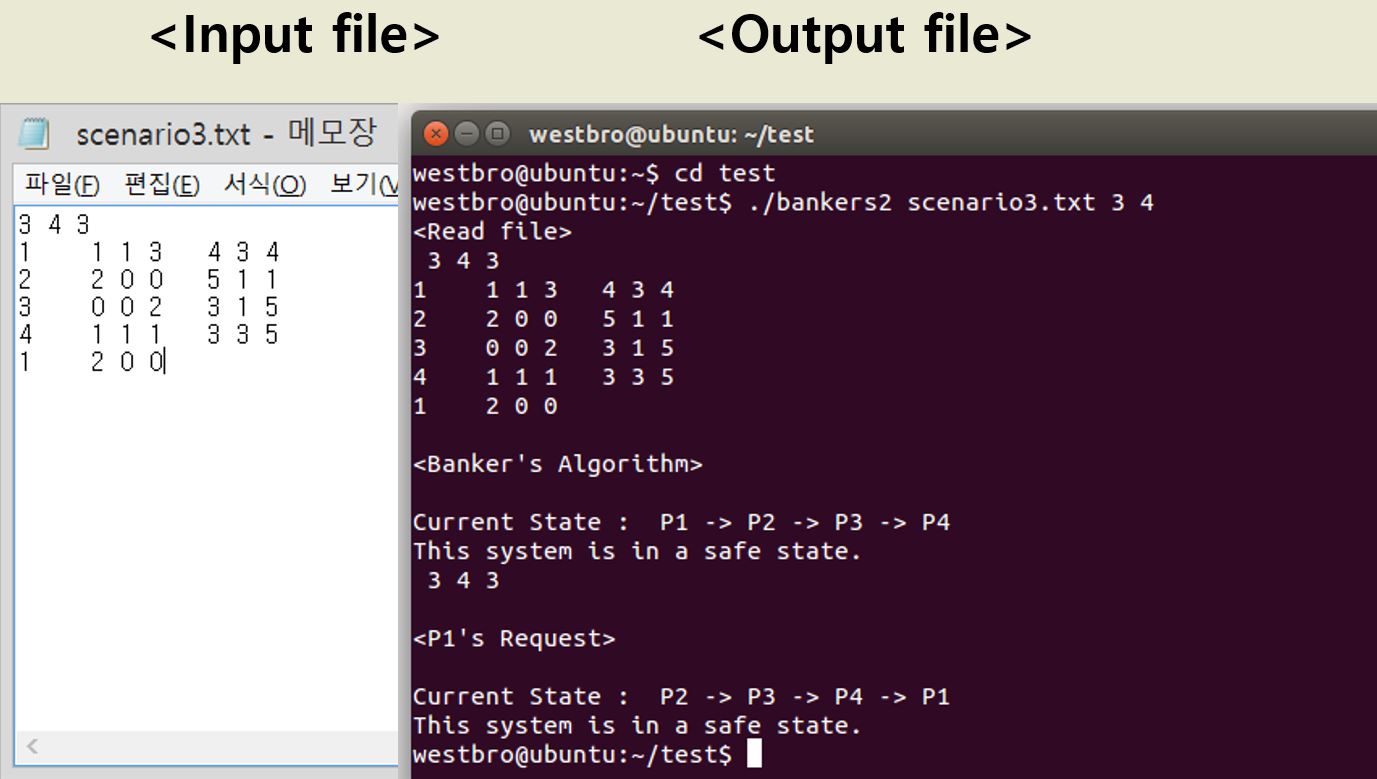 <Input file>
<Output file>
scenario3.txt - 메모장
파일(F) 편집(E) 서식(O) 보기(V
3 4 3
1 1 1 3 4 3 4
2 2 0 0 5 1 1
3 0 0 2 3 1 5
4 1 1 1 3 3 5
1 2 0 0
westbro@ubuntu: ~/test
westbro@ubuntu:~$ cd test
westbro@ubuntu:~/test$ ./bankers2 scenario3.txt 3 4
<Read file>
3 4 3
1 1 1 3 4 3 4
2 2 0 0 5 1 1
3 0 0 2 3 1 5
4 1 1 1 3 3 5
1 2 0 0
<Banker's Algorithm>
Current State : P1 -> P2 -> P3 -> P4
This system is in a safe state.
3 4 3
<P1's Request>
Current State : P2 -> P3 -> P4 -> P1
This system is in a safe state.
westbro@ubuntu:~/test$